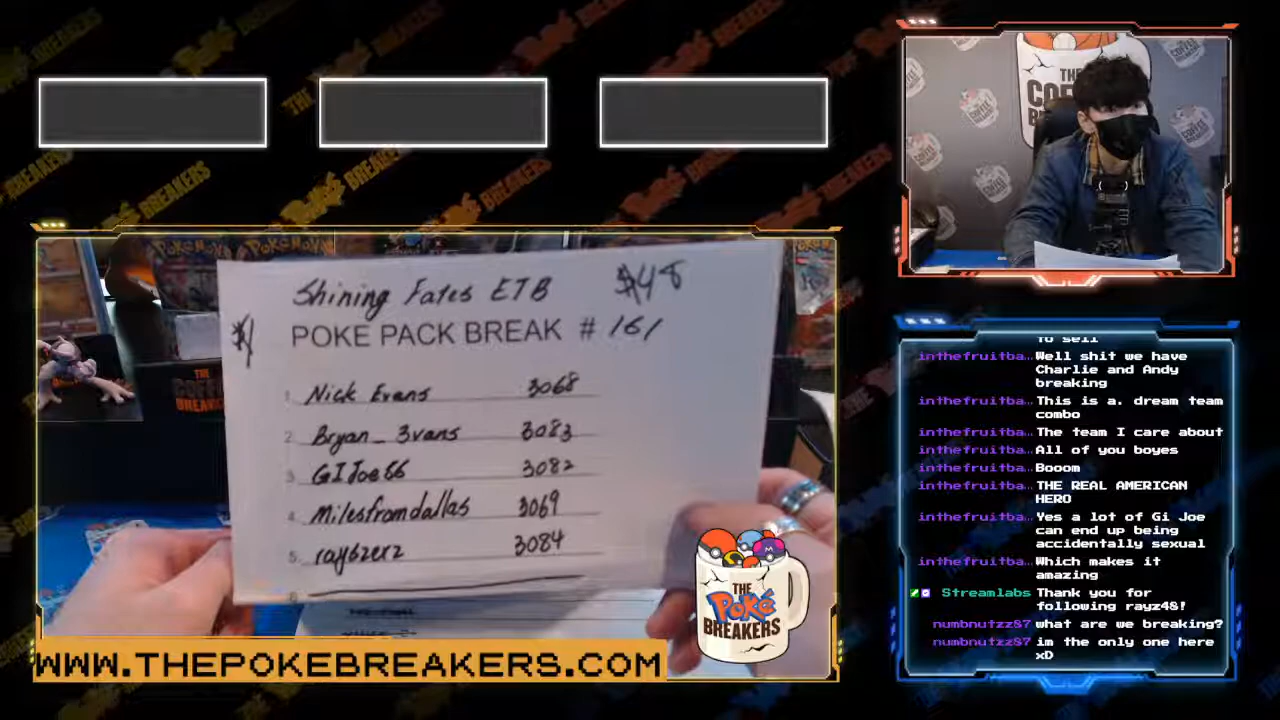 Shining Fates ETB $48
$1 POKE PACK BREAK # 161
1. Nick Evans 3068
2. Bryan_3vans 3083
3. GIJoe86 3082
4. Milesfromdallas 3069
5. raybzerz 3084
6
THE Poké BREAKERS
WWW.THEPOKEBREAKERS.COM
THE COFFEE
To sell
inthefruitba... Well shit we have
Charlie and Andy
breaking
inthefruitba... This is a. dream team
combo
inthefruitba... The team I care about
inthefruitba... All of you boyes
inthefruitba... Booom
inthefruitba... THE REAL AMERICAN
HERO
inthefruitba... Yes a lot of Gi Joe
can end up being
accidentally sexual
inthefruitba... Which makes it
amazing
Streamlabs Thank you for
following rayz48!
numbnutzz87 what are we breaking?
numbnutzz87 im the only one here
xD